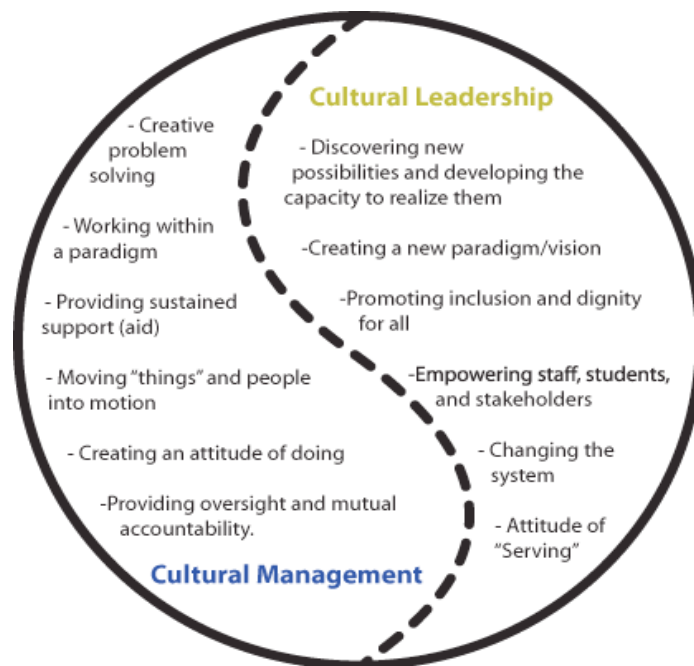 Cultural Leadership
- Discovering new
possibilities and developing the
capacity to realize them
-Creating a new paradigm/vision
-Promoting inclusion and dignity
for all
-Empowering staff, students,
and stakeholders
- Changing the
system
- Attitude of
"Serving"
- Creative
problem
solving
- Working within
a paradigm
- Providing sustained
support (aid)
- Moving "things" and people
into motion
- Creating an attitude of doing
-Providing oversight and mutual
accountability.
Cultural Management